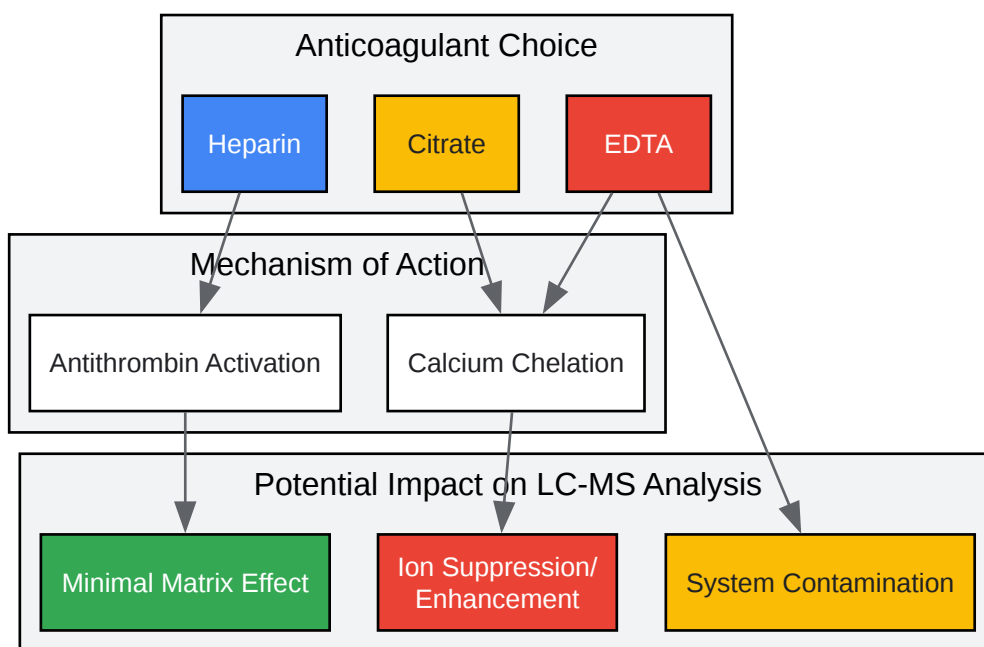 Anticoagulant Choice
Heparin
Citrate
EDTA
Mechanism of Action
Antithrombin Activation
Calcium Chelation
Potential Impact on LC-MS Analysis
Minimal Matrix Effect
Ion Suppression/
Enhancement
System Contamination